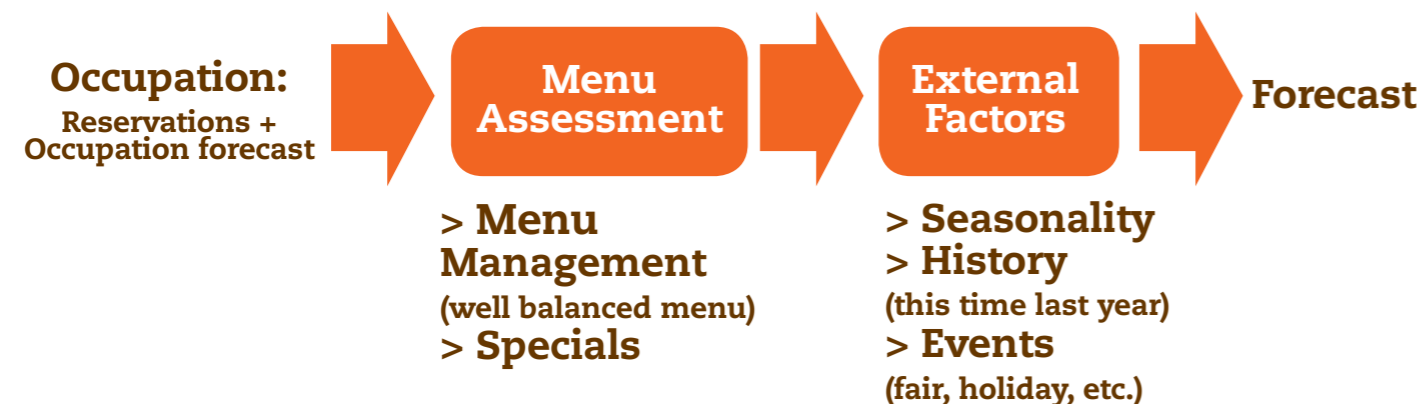 Occupation:
Reservations +
Occupation forecast
Menu
Assessment
> Menu
Management
(well balanced menu)
> Specials
External
Factors
> Seasonality
> History
(this time last year)
> Events
(fair, holiday, etc.)
Forecast